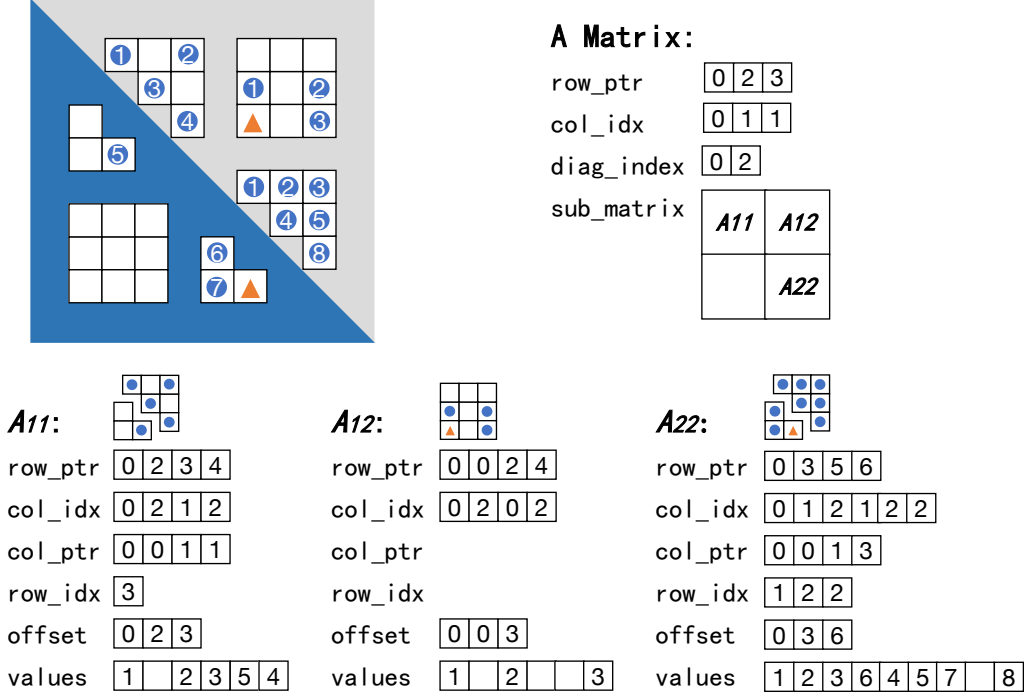 1 2
3
4
5
1 2
3
1 2 3
4 5
8
6
7
A Matrix:
row_ptr 0 2 3
col_idx 0 1 1
diag_index 0 2
sub_matrix A11 A12
A22
A11:
row_ptr 0 2 3 4
col_idx 0 2 1 2
col_ptr 0 0 1 1
row_idx 3
offset 0 2 3
values 1 2 3 5 4
A12:
row_ptr 0 0 2 4
col_idx 0 2 0 2
col_ptr
row_idx
offset 0 0 3
values 1 2 3
A22:
row_ptr 0 3 5 6
col_idx 0 1 2 1 2 2
col_ptr 0 0 1 3
row_idx 1 2 2
offset 0 3 6
values 1 2 3 6 4 5 7 8